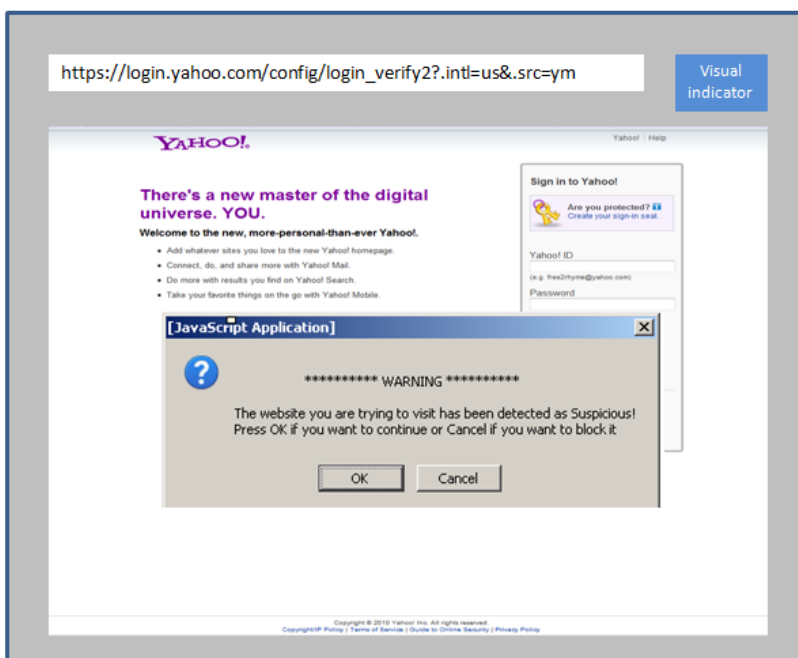 https://login.yahoo.com/config/login_verify2?.intl=us&.src=ym
Visual
indicator
YAHOO!
Yahoo! | Help
There's a new master of the digital
universe. YOU.
Welcome to the new, more-personal-than-ever Yahoo!.
• Add whatever sites you love to the new Yahoo! homepage.
• Connect, do, and share more with Yahoo! Mail.
• Do more with results you find on Yahoo! Search.
• Take your favorite things on the go with Yahoo! Mobile.
Sign in to Yahoo!
Are you protected?
Create your sign-in seal.
Yahoo! ID
(e.g. free2rhyme@yahoo.com)
Password
[JavaScript Application]
********** WARNING **********
The website you are trying to visit has been detected as Suspicious!
Press OK if you want to continue or Cancel if you want to block it
OK
Cancel
Copyright © 2010 Yahoo! Inc. All rights reserved.
Copyright/IP Policy | Terms of Service | Guide to Online Security | Privacy Policy